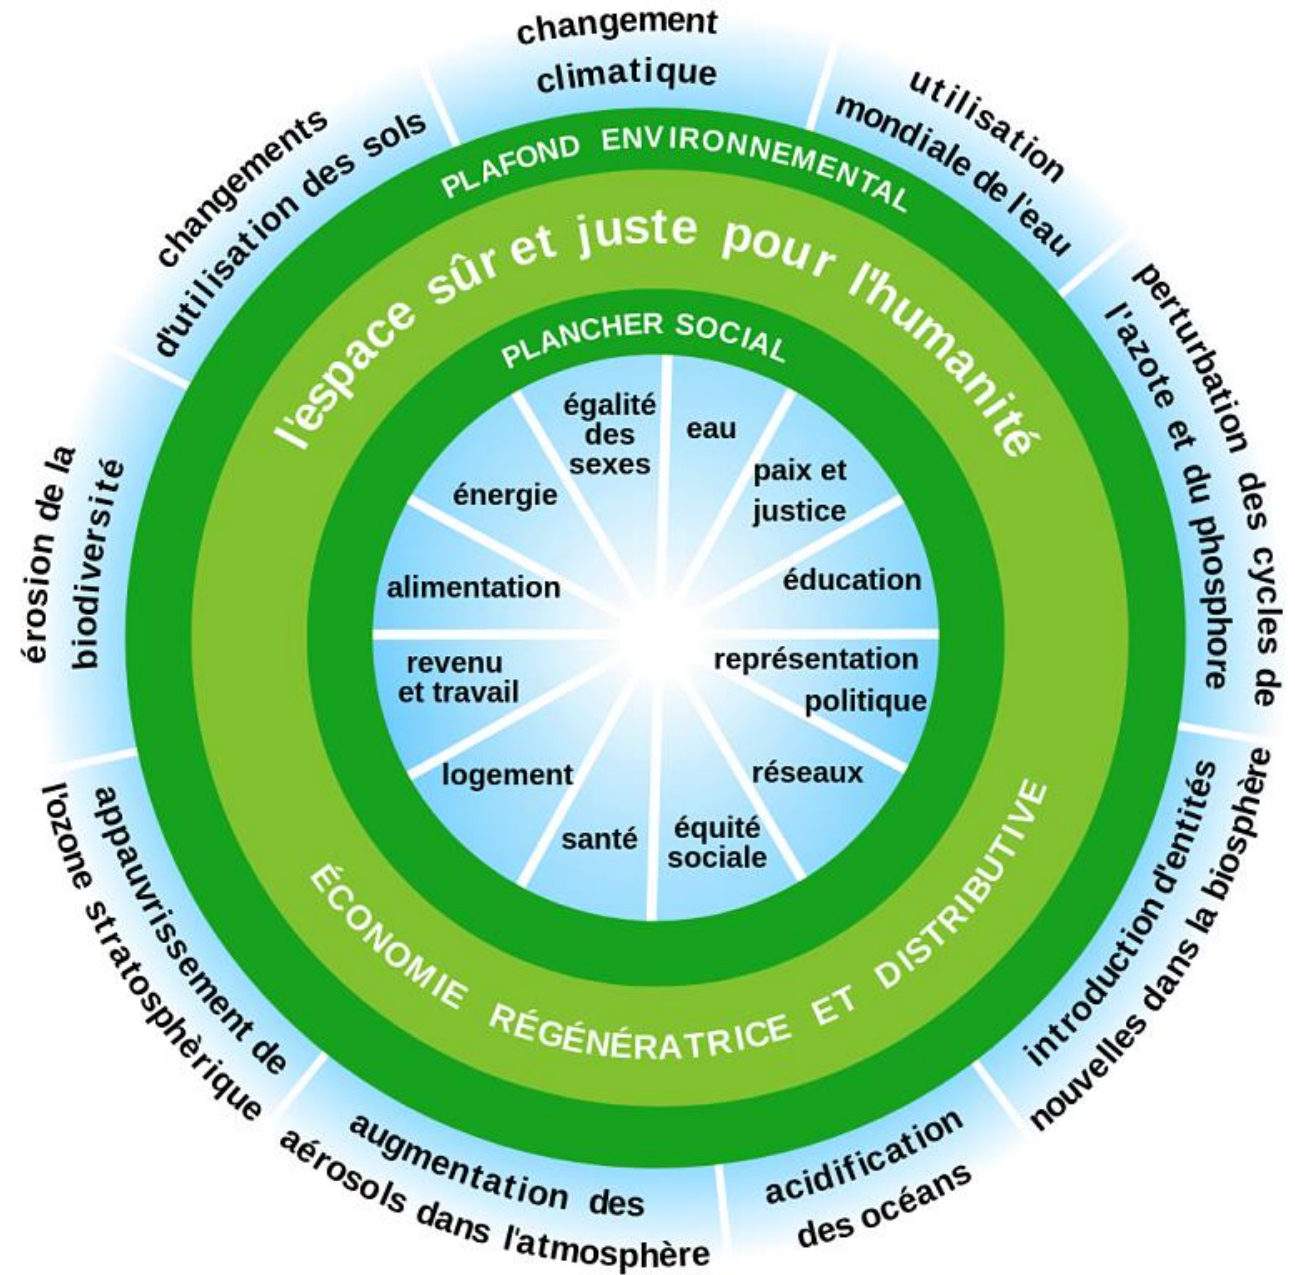 changement
climatique
utilisation
mondiale de l'eau
perturbation des cycles de
l'azote et du phosphore
introduction d'entités
nouvelles dans la biosphère
acidification
des océans
augmentation des
aérosols dans l'atmosphère
appauvrissement de
l'ozone stratosphèrique
érosion de la
biodiversité
changements
d'utilisation des sols
PLAFOND ENVIRONNEMENTAL
l'espace sûr et juste pour l'humanité
PLANCHER SOCIAL
égalité
des
sexes
eau
paix et
justice
éducation
représentation
politique
réseaux
équité
sociale
santé
logement
revenu
et travail
alimentation
énergie
ÉCONOMIE RÉGÉNÉRATRICE ET DISTRIBUTIVE